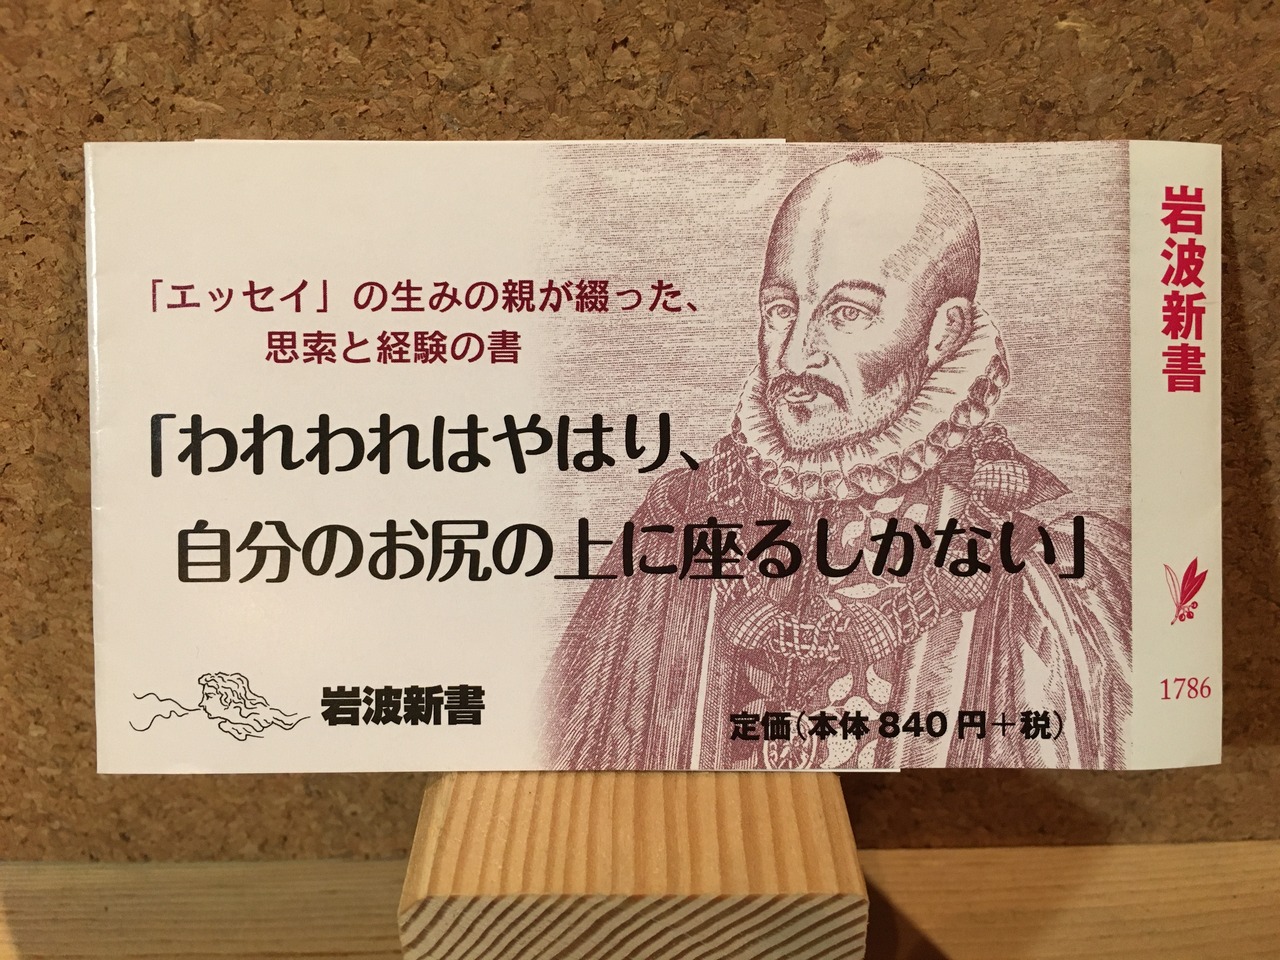 「エッセイ」の生みの親が綴った、
思索と経験の書
「われわれはやはり、
自分のお尻の上に座るしかない」
岩波新書
定価(本体840円+税)
岩波新書
1786